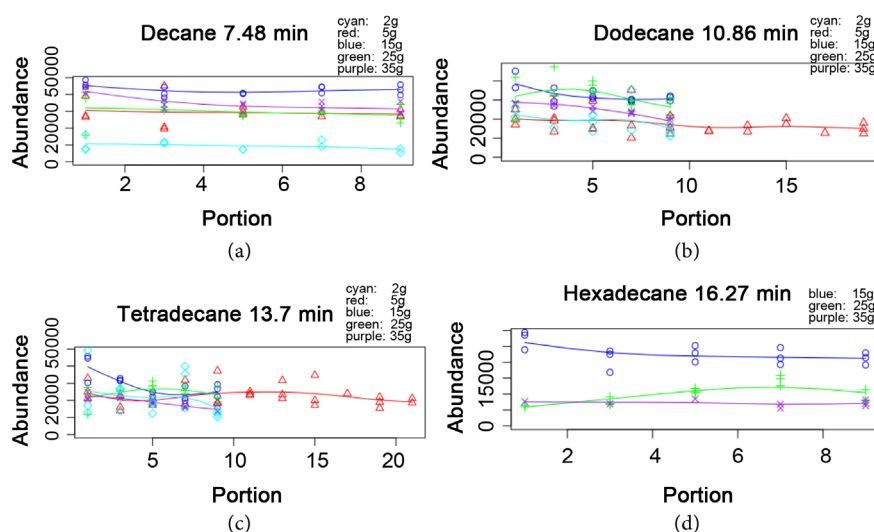 Decane 7.48 min
cyan: 2g
red: 5g
blue: 15g
green: 25g
purple: 35g
Abundance
0 20000 50000
2 4 6 8
Portion
(a)
Dodecane 10.86 min
cyan: 2g
red: 5g
blue: 15g
green: 25g
purple: 35g
Abundance
0 20000
5 10 15
Portion
(b)
Tetradecane 13.7 min
cyan: 2g
red: 5g
blue: 15g
green: 25g
purple: 35g
Abundance
0 20000 50000
5 10 15 20
Portion
(c)
Hexadecane 16.27 min
blue: 15g
green: 25g
purple: 35g
Abundance
0 15000
2 4 6 8
Portion
(d)